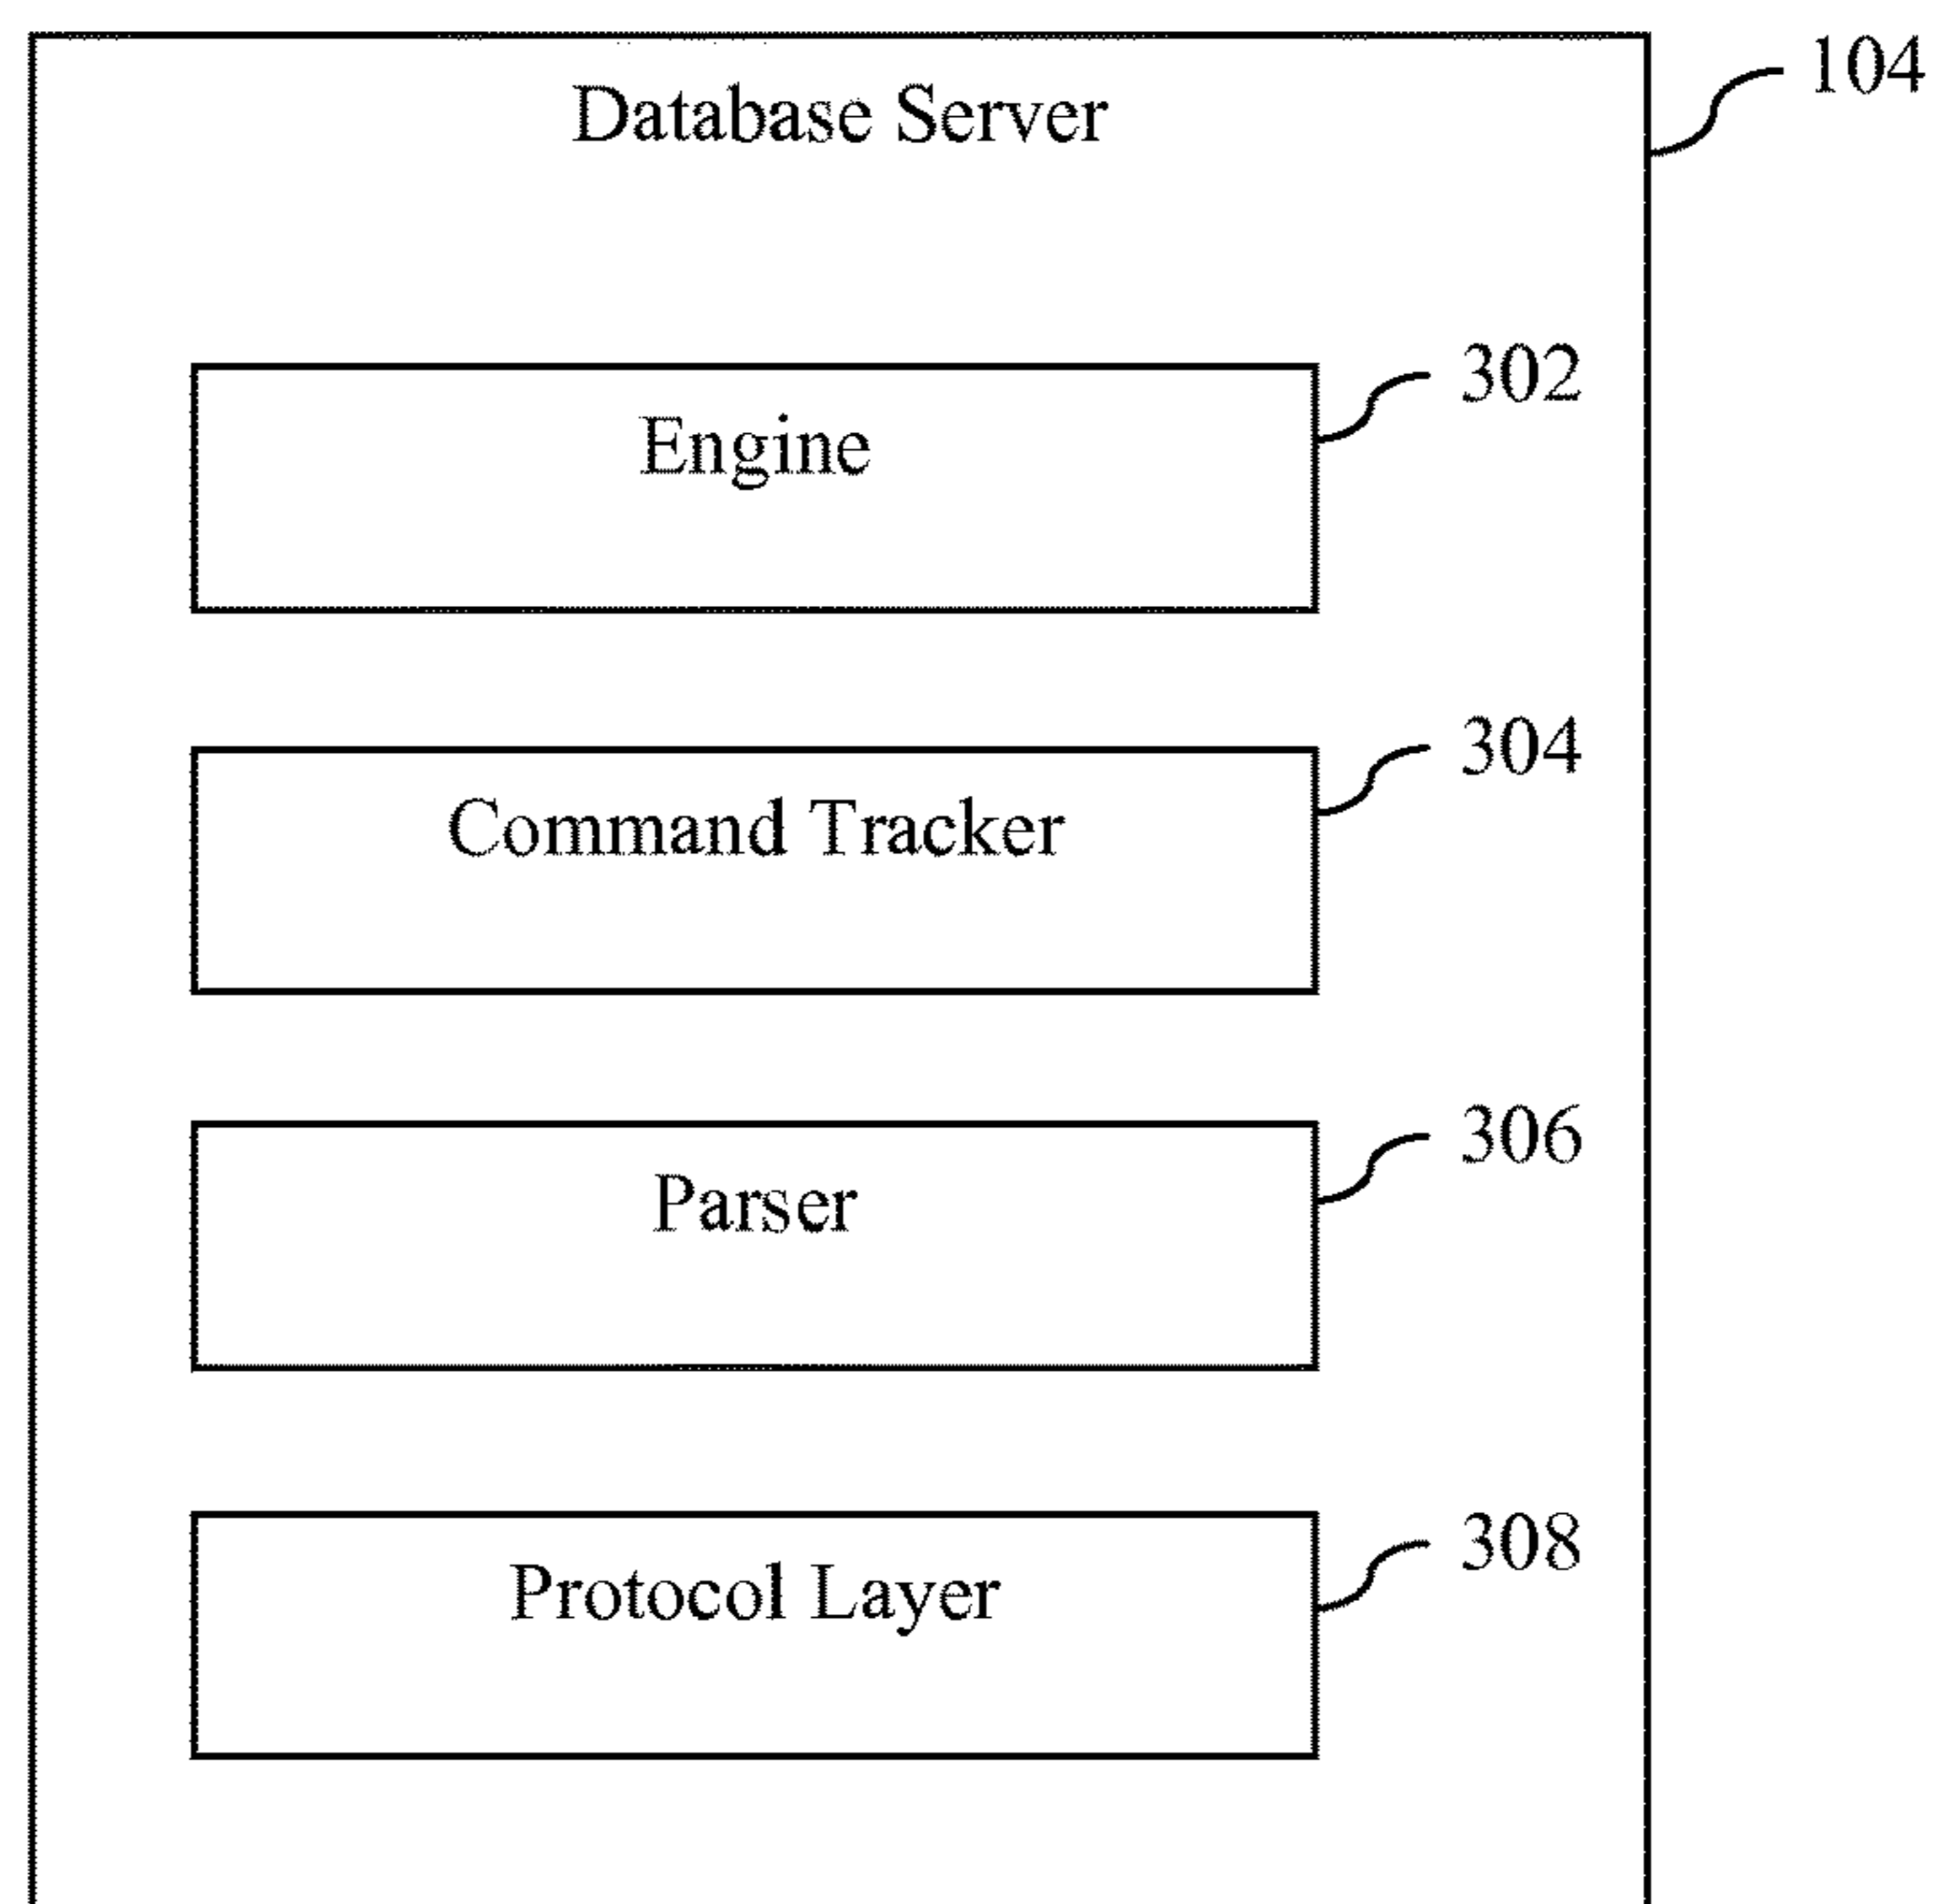 Database Server
104
Engine
302
Command Tracker
304
Parser
306
Protocol Layer
308